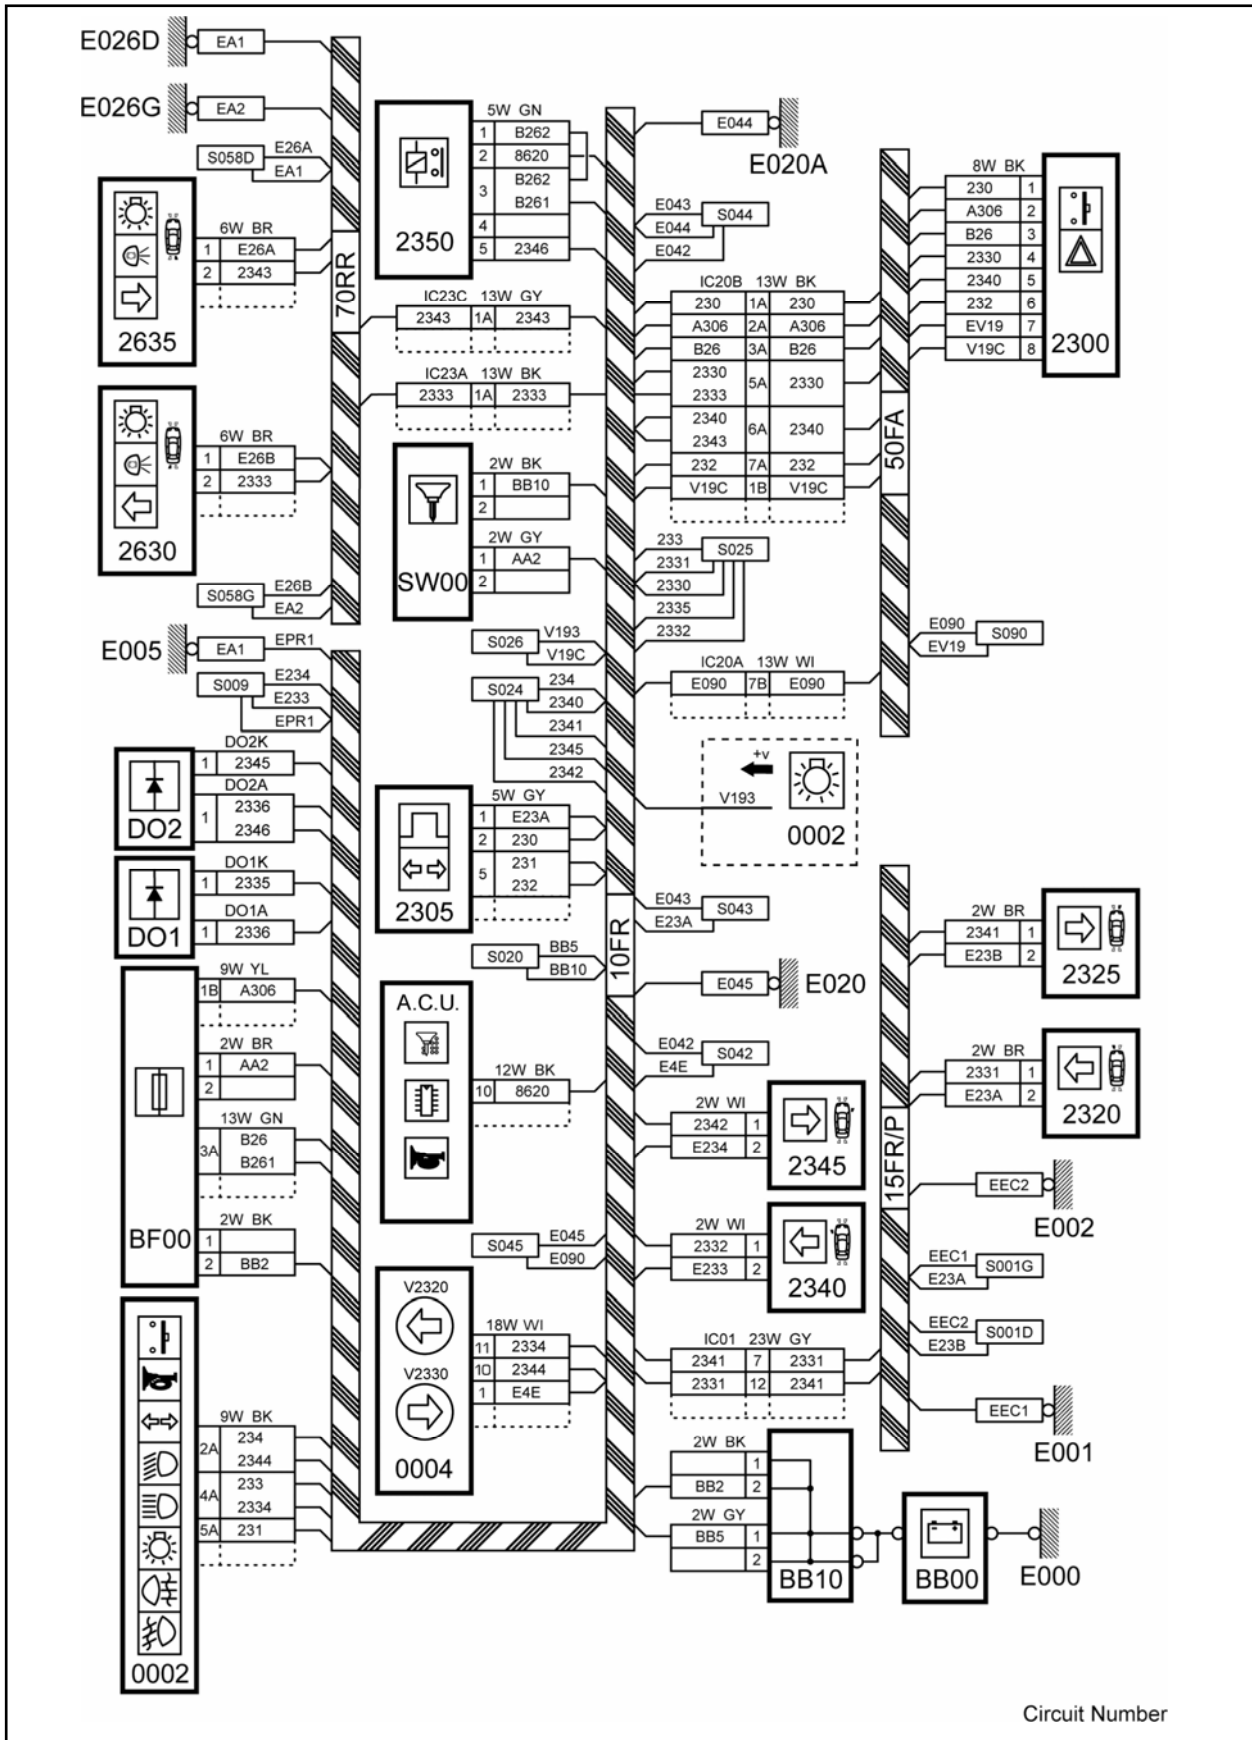 E026D
EA1
E026G
EA2
S058D
E26A
EA1
6W BR
1 E26A
2 2343
2635
70RR
6W BR
1 E26B
2 2333
2630
S058G
E26B
EA2
E005
EA1
EPR1
S009
E234
E233
EPR1
DO2K
1 2345
DO2A
1
2336
2346
DO2
DO1K
1 2335
DO1A
1 2336
DO1
9W YL
1B A306
2W BR
1 AA2
2
13W GN
3A
B26
B261
2W BK
1
2 BB2
BF00
9W BK
2A
234
2344
4A
233
2334
5A 231
0002
5W GN
1 B262
2 8620
3
B262
B261
4
5 2346
2350
IC23C 13W GY
2343 1A 2343
IC23A 13W BK
2333 1A 2333
2W BK
1 BB10
2
2W GY
1 AA2
2
SW00
S026
V193
V19C
S024
234
2340
2341
2345
2342
5W GY
1 E23A
2 230
5
231
232
2305
S020
BB5
BB10
10FR
A.C.U.
12W BK
10 8620
S045
E045
E090
V2320
V2330
18W WI
11 2334
10 2344
1 E4E
0004
E044
E020A
E043
E044
E042
S044
IC20B 13W BK
230 1A 230
A306 2A A306
B26 3A B26
2330
2333
5A 2330
2340
2343
6A 2340
232 7A 232
V19C 1B V19C
233
2331
2330
2335
2332
S025
IC20A 13W WI
E090 7B E090
+v
V193
0002
E043
E23A
S043
E045
E020
E042
E4E
S042
2W WI
2342 1
E234 2
2345
2W WI
2332 1
E233 2
2340
IC01 23W GY
2341 7 2331
2331 12 2341
2W BK
1
BB2 2
2W GY
BB5 1
2
BB10
BB00
E000
8W BK
230 1
A306 2
B26 3
2330 4
2340 5
232 6
EV19 7
V19C 8
2300
50FA
E090
EV19
S090
2W BR
2341 1
E23B 2
2325
2W BR
2331 1
E23A 2
2320
15FR/P
EEC2
E002
EEC1
E23A
S001G
EEC2
E23B
S001D
EEC1
E001
Circuit Number